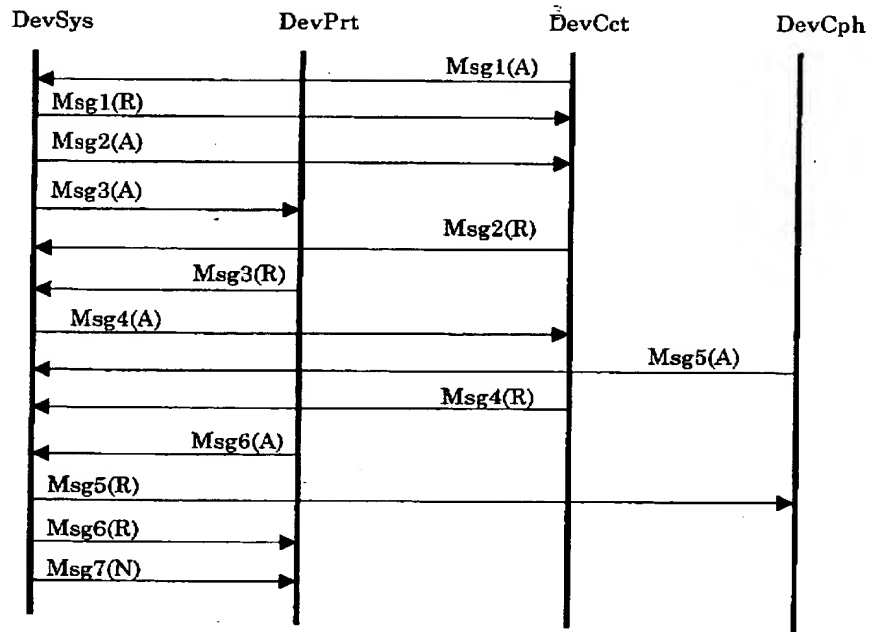 DevSys DevPrt DevCct DevCph
Msg1(A)
Msg1(R)
Msg2(A)
Msg3(A)
Msg2(R)
Msg3(R)
Msg4(A)
Msg5(A)
Msg4(R)
Msg6(A)
Msg5(R)
Msg6(R)
Msg7(N)